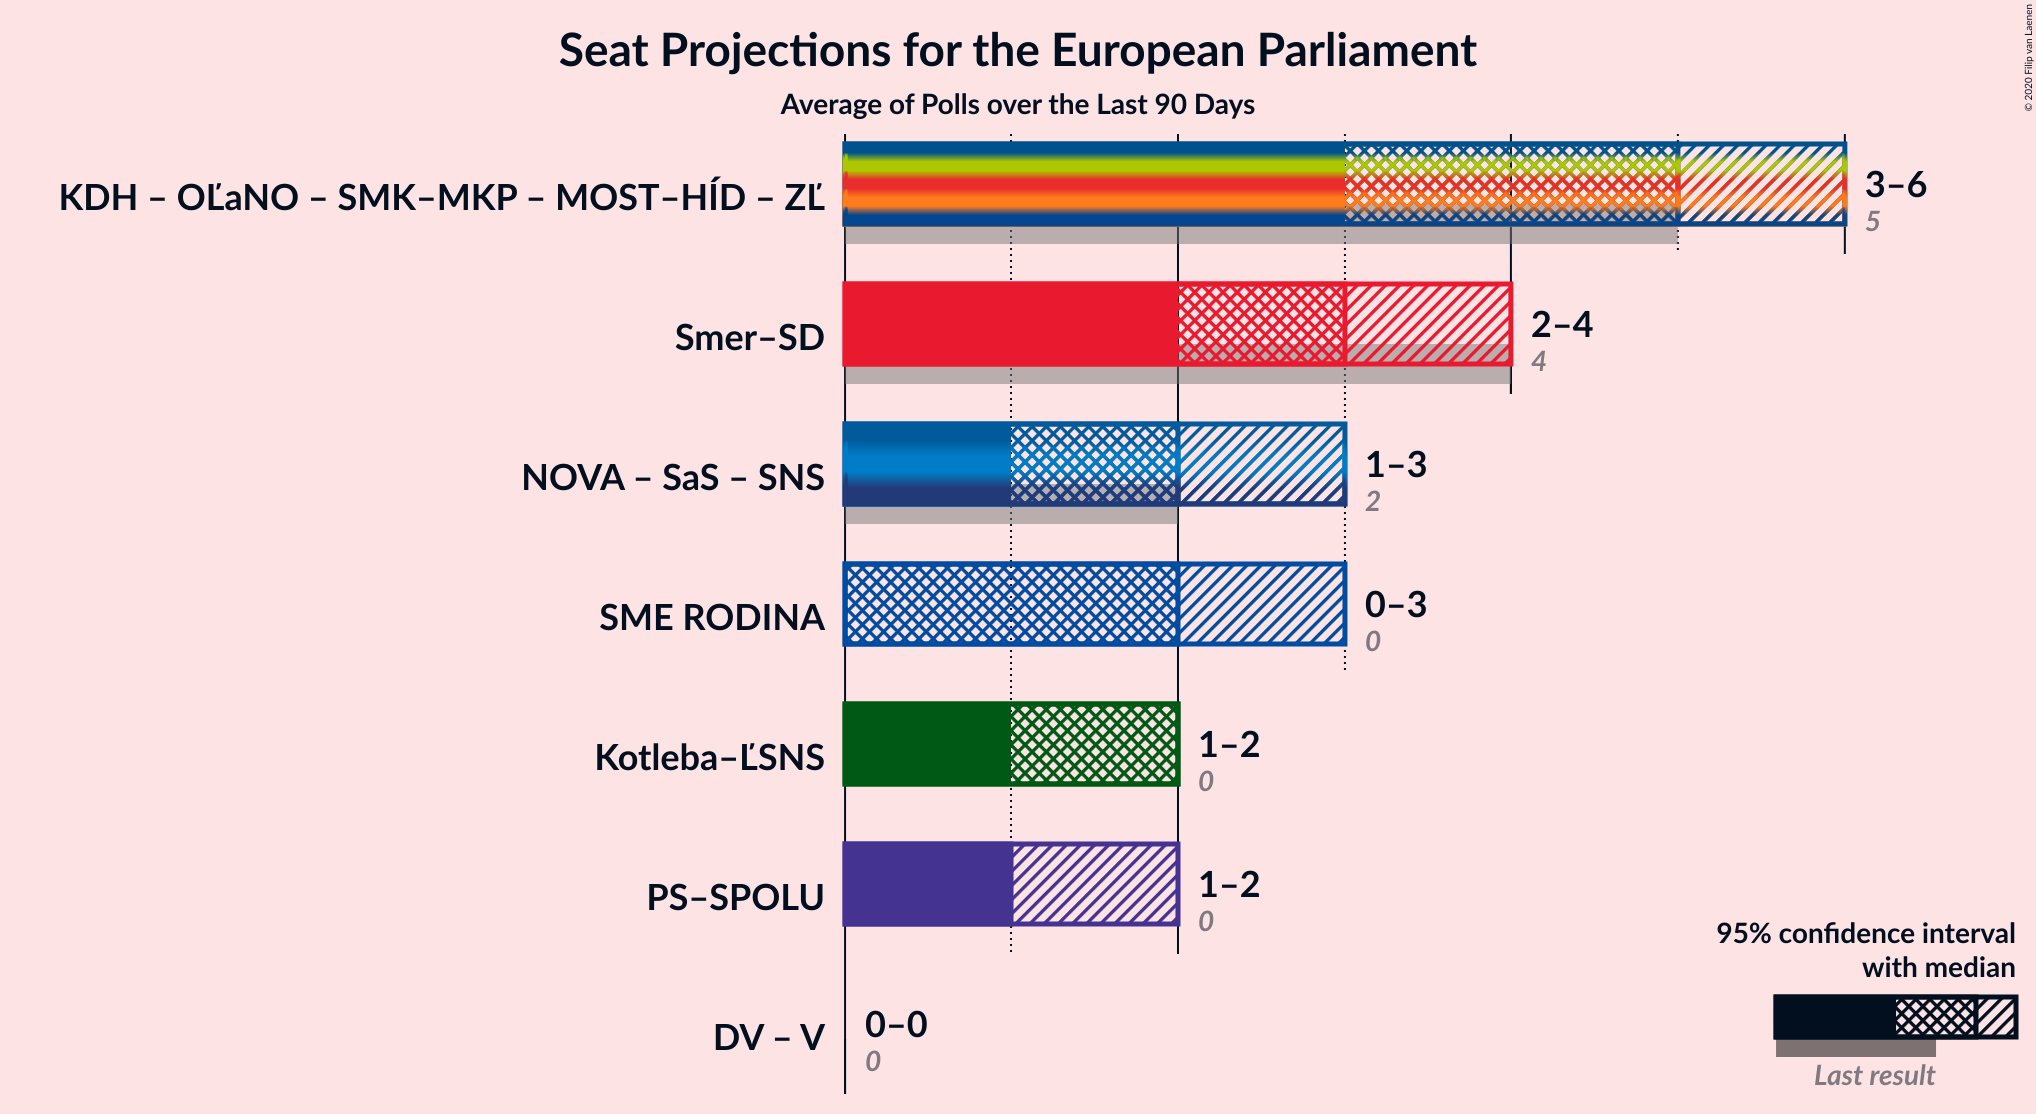 Seat Projections for the European Parliament
Average of Polls over the Last 90 Days
© 2020 Filip van Laenen
KDH – OĽaNO – SMK–MKP – MOST–HÍD – ZĽ
3–6
5
Smer–SD
2–4
4
NOVA – SaS – SNS
1–3
2
SME RODINA
0–3
0
Kotleba–ĽSNS
1–2
0
PS–SPOLU
1–2
0
DV – V
0–0
0
95% confidence interval
with median
Last result